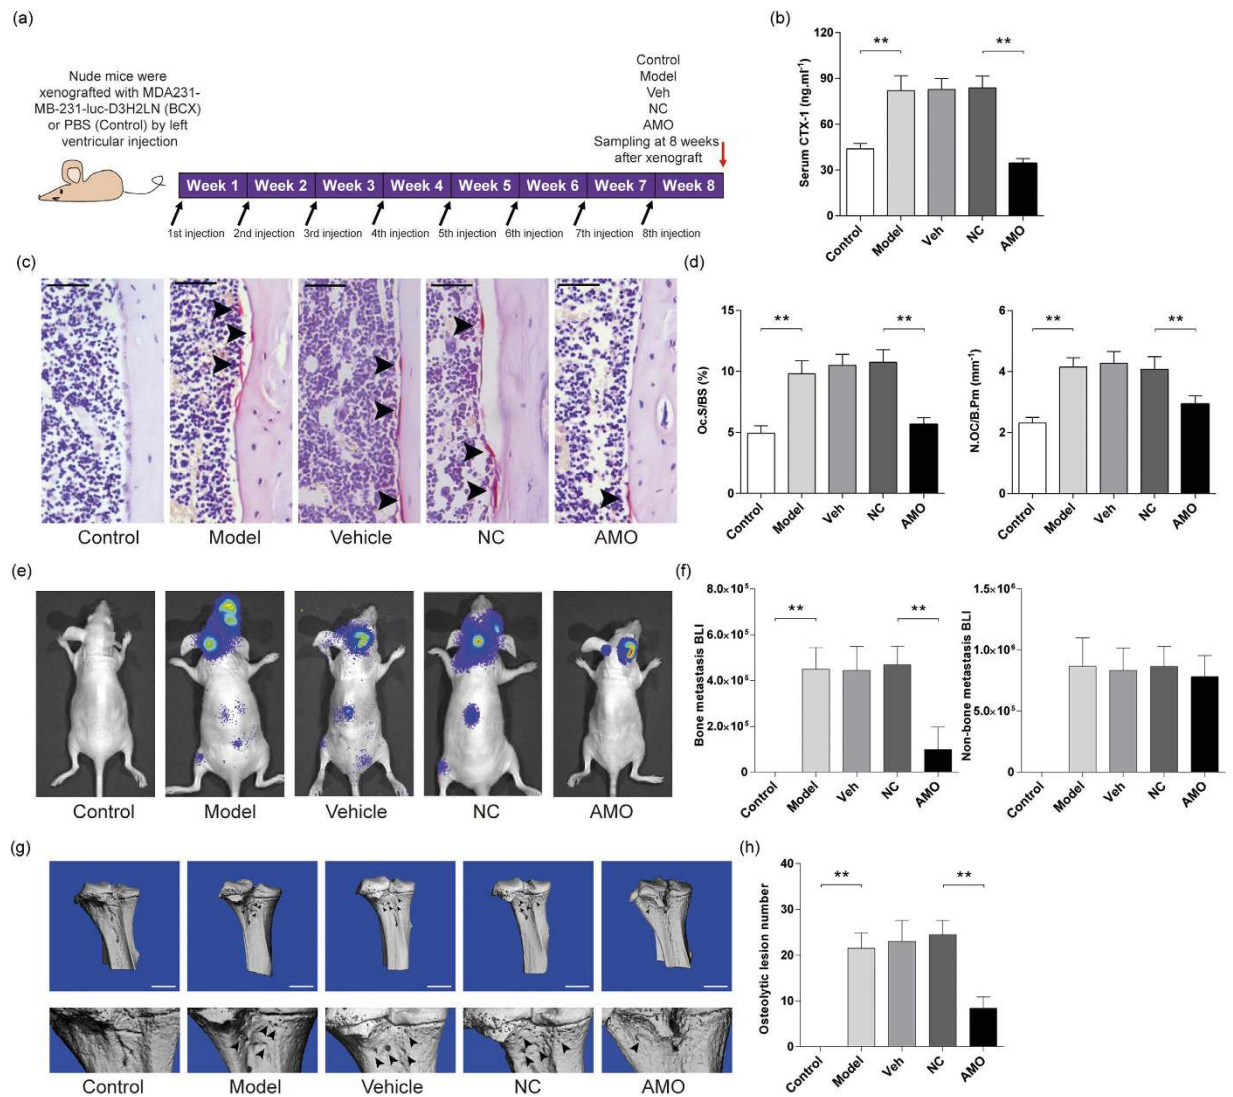 (a)
Nude mice were
xenografted with MDA231-
MB-231-luc-D3H2LN (BCX)
or PBS (Control) by left
ventricular injection
Control
Model
Veh
NC
AMO
Sampling at 8 weeks
after xenograft
Week 1 Week 2 Week 3 Week 4 Week 5 Week 6 Week 7 Week 8
1st injection 2nd injection 3rd injection 4th injection 5th injection 6th injection 7th injection 8th injection
(b)
Serum CTX-1 (ng.ml⁻¹)
120
90
60
30
0
** **
Control Model Veh NC AMO
(c)
Control Model Vehicle NC AMO
(d)
Oc.S/BS (%)
15
10
5
0
** **
Control Model Veh NC AMO
N.OC/B.Pm (mm⁻¹)
6
4
2
0
** **
Control Model Veh NC AMO
(e)
Control Model Vehicle NC AMO
(f)
Bone metastasis BLI
8.0×10⁵
6.0×10⁵
4.0×10⁵
2.0×10⁵
0
** **
Control Model Veh NC AMO
Non-bone metastasis BLI
1.5×10⁶
1.0×10⁶
5.0×10⁵
0
Control Model Veh NC AMO
(g)
Control Model Vehicle NC AMO
(h)
Osteolytic lesion number
40
30
20
10
0
** **
Control Model Veh NC AMO